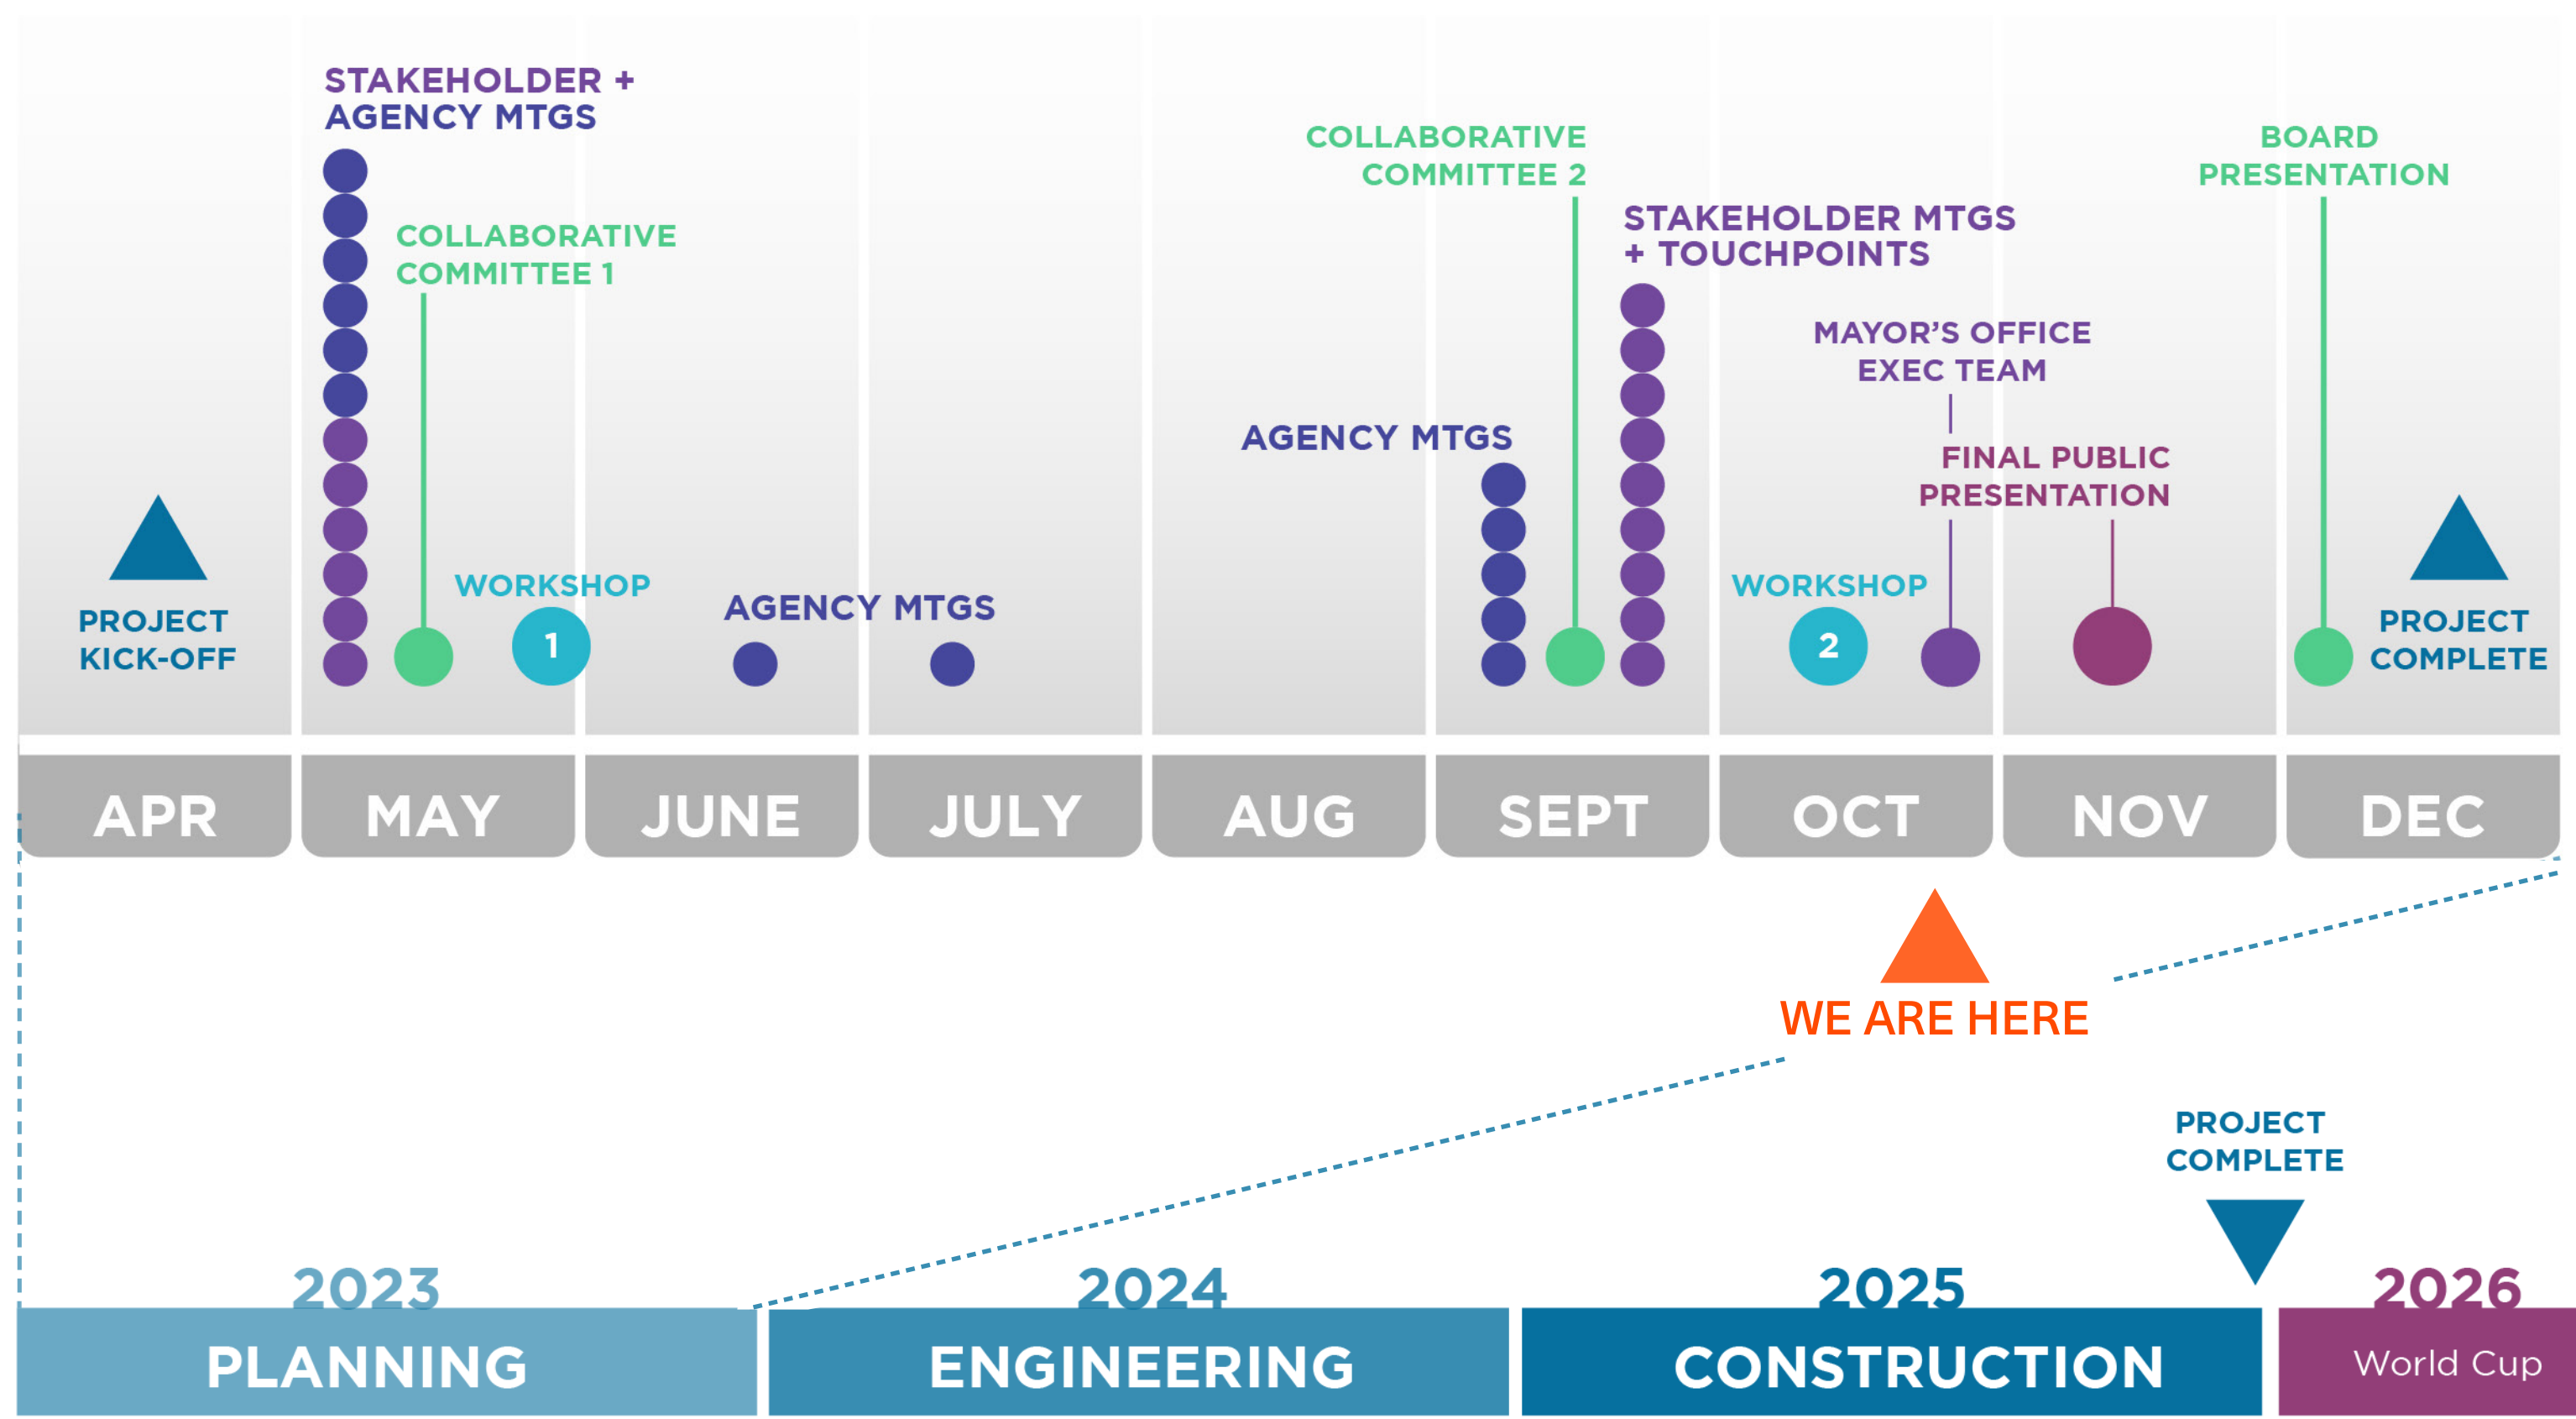 STAKEHOLDER +
AGENCY MTGS
COLLABORATIVE
COMMITTEE 1
COLLABORATIVE
COMMITTEE 2
BOARD
PRESENTATION
STAKEHOLDER MTGS
+ TOUCHPOINTS
MAYOR'S OFFICE
EXEC TEAM
AGENCY MTGS
FINAL PUBLIC
PRESENTATION
PROJECT
KICK-OFF
WORKSHOP
1
AGENCY MTGS
WORKSHOP
2
PROJECT
COMPLETE
APR
MAY
JUNE
JULY
AUG
SEPT
OCT
NOV
DEC
WE ARE HERE
PROJECT
COMPLETE
2023
2024
2025
2026
PLANNING
ENGINEERING
CONSTRUCTION
World Cup